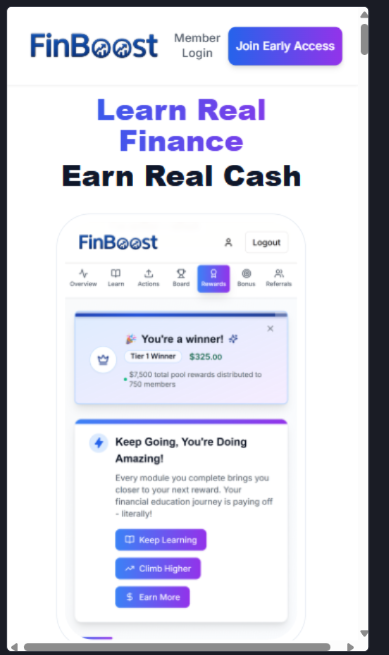 FinBoost
Member
Login
Join Early Access
Learn Real
Finance
Earn Real Cash
FinBoost
Logout
Overview
Learn
Actions
Board
Rewards
Bonus
Referrals
🎉 You're a winner! 🎊
Tier 1 Winner
$325.00
$7,500 total pool rewards distributed to
750 members
Keep Going, You're Doing
Amazing!
Every module you complete brings you
closer to your next reward. Your
financial education journey is paying off
- literally!
Keep Learning
Climb Higher
Earn More